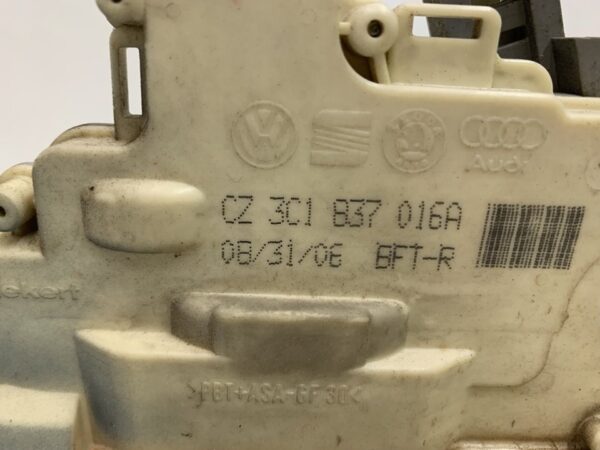 Audi
CZ 3C1 837 016A
08/31/06 BFT-R
>PBT+ASA-GF30<